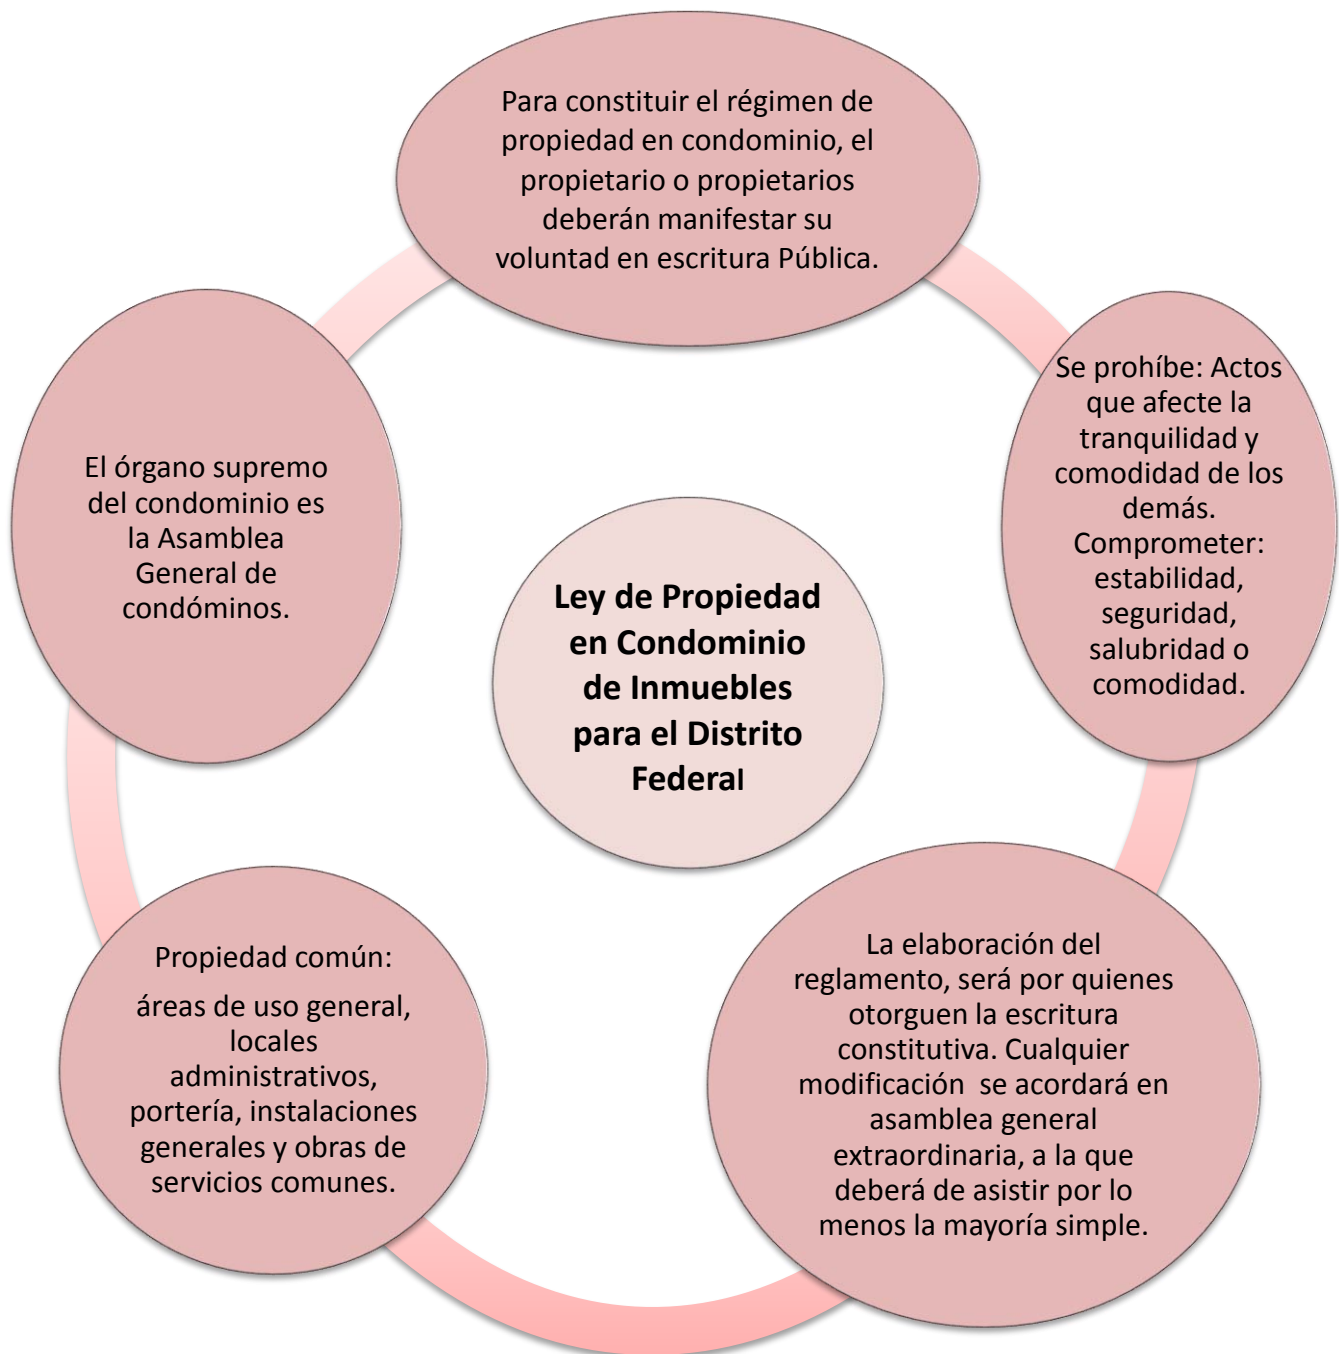 Para constituir el régimen de
propiedad en condominio, el
propietario o propietarios
deberán manifestar su
voluntad en escritura Pública.
Se prohíbe: Actos
que afecte la
tranquilidad y
comodidad de los
demás.
Comprometer:
estabilidad,
seguridad,
salubridad o
comodidad.
La elaboración del
reglamento, será por quienes
otorguen la escritura
constitutiva. Cualquier
modificación  se acordará en
asamblea general
extraordinaria, a la que
deberá de asistir por lo
menos la mayoría simple.
Propiedad común:
áreas de uso general,
locales
administrativos,
portería, instalaciones
generales y obras de
servicios comunes.
El órgano supremo
del condominio es
la Asamblea
General de
condóminos.
Ley de Propiedad
en Condominio
de Inmuebles
para el Distrito
Federal